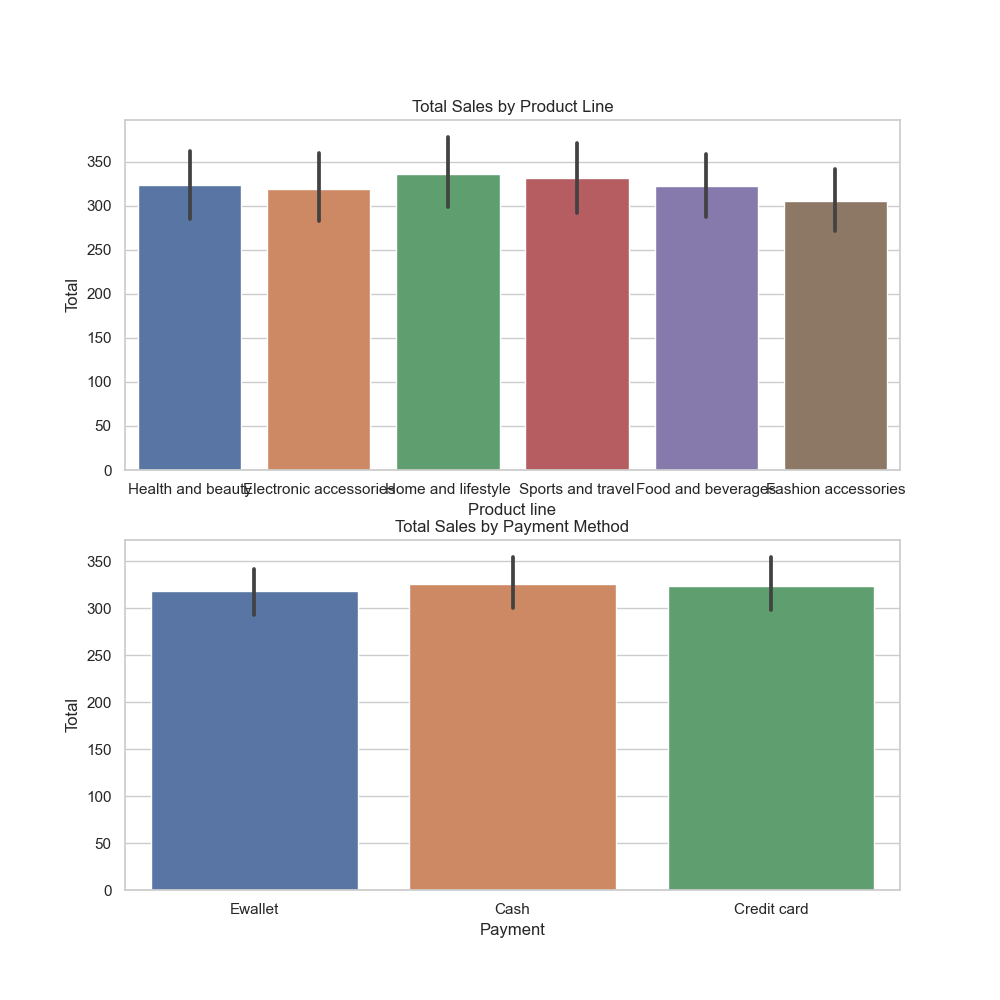 Total Sales by Product Line
350
300
250
200
150
100
50
0
Total
Health and beauty Electronic accessories Home and lifestyle Sports and travel Food and beverages Fashion accessories
Product line
Total Sales by Payment Method
350
300
250
200
150
100
50
0
Total
Ewallet Cash Credit card
Payment